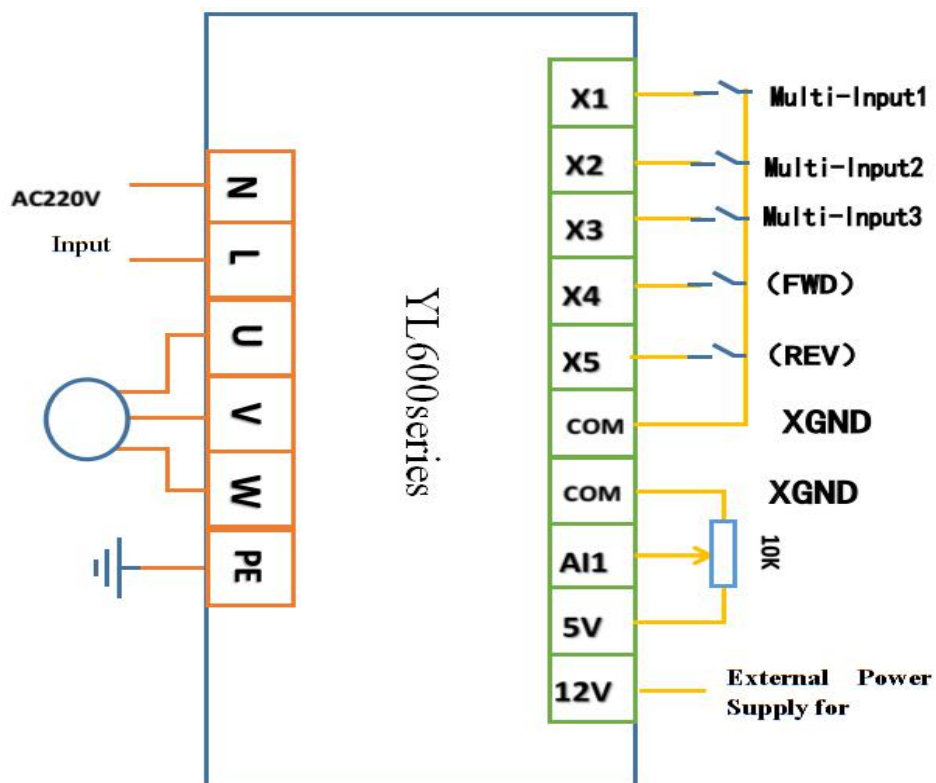 AC220V
Input
N
L
U
V
W
PE
YL600series
X1
Multi-Input1
X2
Multi-Input2
X3
Multi-Input3
X4
(FWD)
X5
(REV)
COM
XGND
COM
XGND
AI1
10K
5V
12V
External Power
Supply for